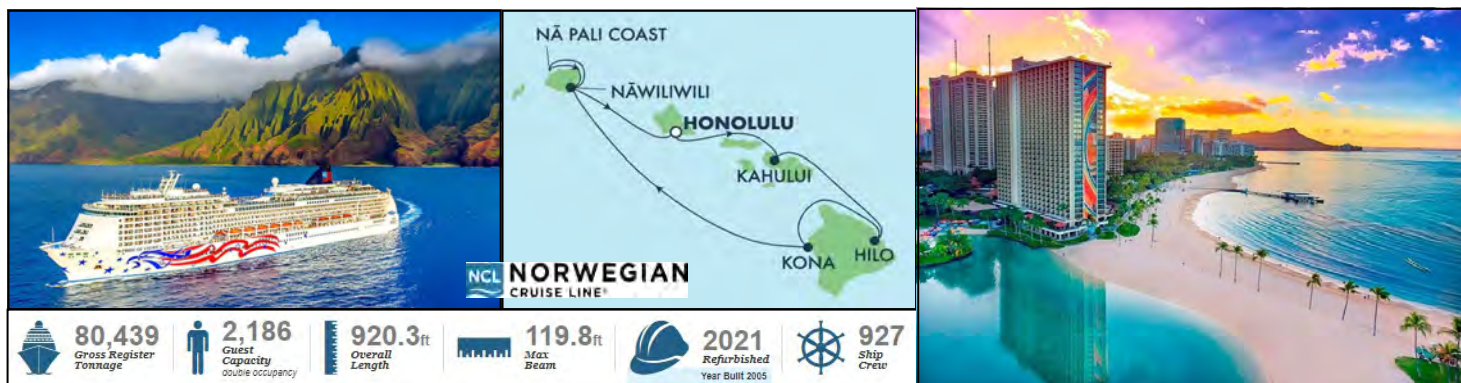 NĀ PALI COAST
NĀWILIWILI
HONOLULU
KAHULUI
KONA
HILO
NCL NORWEGIAN
CRUISE LINE®
80,439
Gross Register
Tonnage
2,186
Guest
Capacity
double occupancy
920.3ft
Overall
Length
119.8ft
Max
Beam
2021
Refurbished
Year Built 2005
927
Ship
Crew